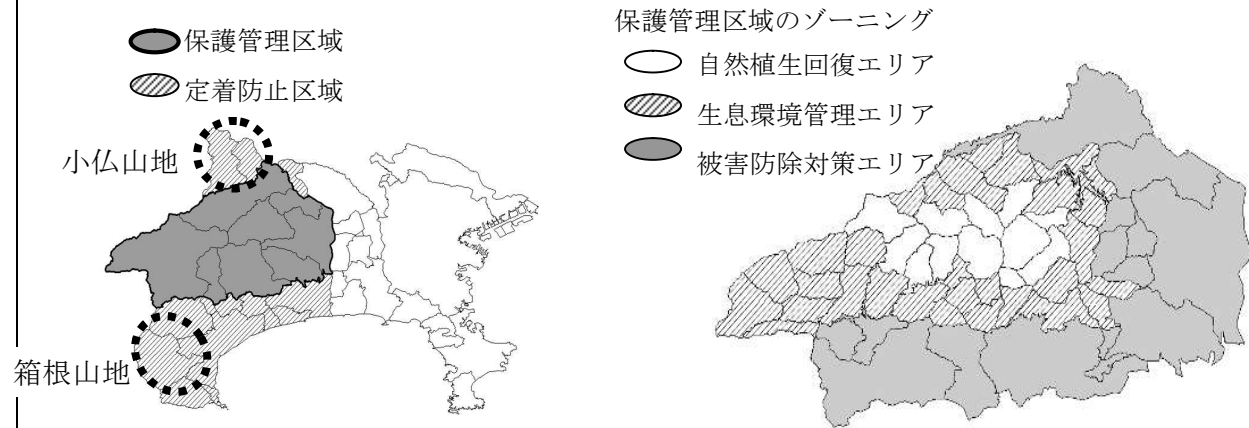 保護管理区域
定着防止区域
小仏山地
箱根山地
保護管理区域のゾーニング
自然植生回復エリア
生息環境管理エリア
被害防除対策エリア